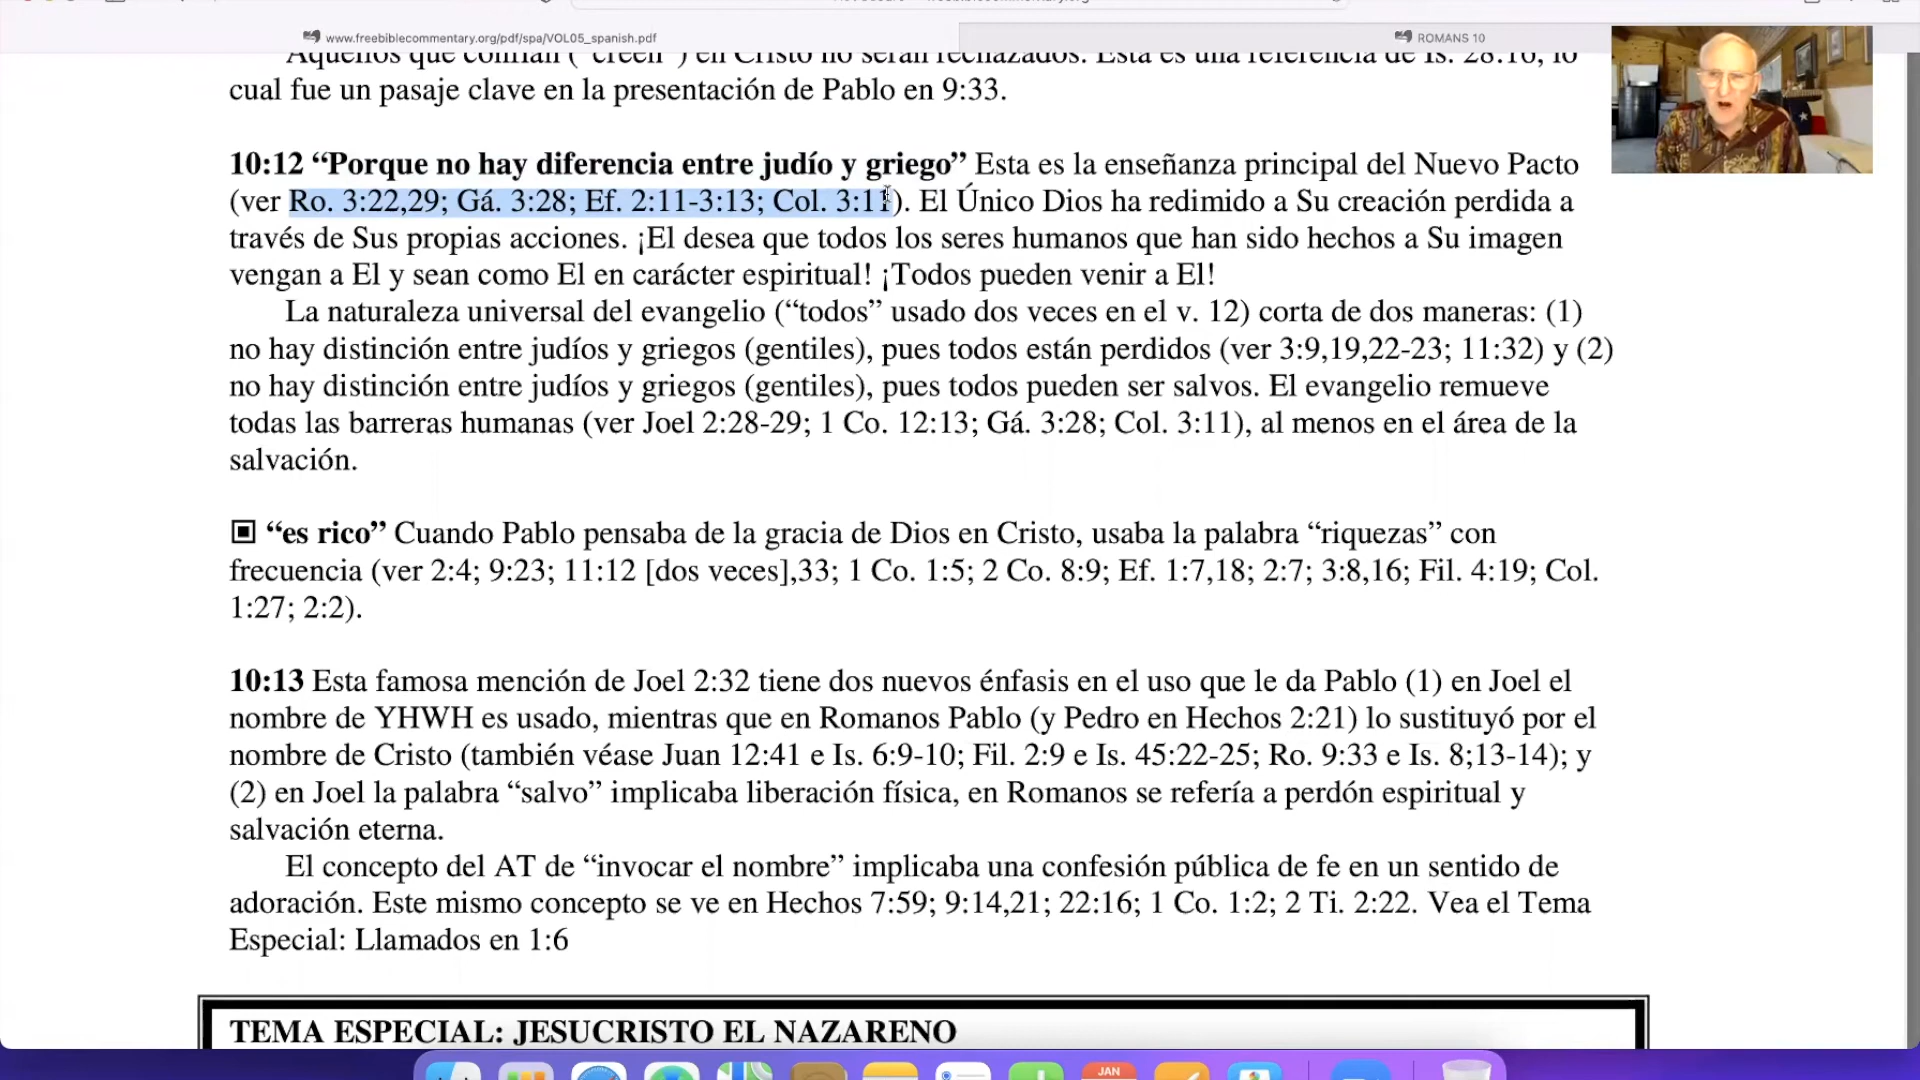 www.freebiblecommentary.org/pdf/spa/VOL05_spanish.pdf
ROMANS 10
Aquellos que confían (“creen”) en Cristo no serán rechazados. Esta es una referencia de Is. 28:16, lo
cual fue un pasaje clave en la presentación de Pablo en 9:33.
10:12 “Porque no hay diferencia entre judío y griego” Esta es la enseñanza principal del Nuevo Pacto
(ver Ro. 3:22,29; Gá. 3:28; Ef. 2:11-3:13; Col. 3:11). El Único Dios ha redimido a Su creación perdida a
través de Sus propias acciones. ¡El desea que todos los seres humanos que han sido hechos a Su imagen
vengan a El y sean como El en carácter espiritual! ¡Todos pueden venir a El!
La naturaleza universal del evangelio (“todos” usado dos veces en el v. 12) corta de dos maneras: (1)
no hay distinción entre judíos y griegos (gentiles), pues todos están perdidos (ver 3:9,19,22-23; 11:32) y (2)
no hay distinción entre judíos y griegos (gentiles), pues todos pueden ser salvos. El evangelio remueve
todas las barreras humanas (ver Joel 2:28-29; 1 Co. 12:13; Gá. 3:28; Col. 3:11), al menos en el área de la
salvación.
“es rico” Cuando Pablo pensaba de la gracia de Dios en Cristo, usaba la palabra “riquezas” con
frecuencia (ver 2:4; 9:23; 11:12 [dos veces],33; 1 Co. 1:5; 2 Co. 8:9; Ef. 1:7,18; 2:7; 3:8,16; Fil. 4:19; Col.
1:27; 2:2).
10:13 Esta famosa mención de Joel 2:32 tiene dos nuevos énfasis en el uso que le da Pablo (1) en Joel el
nombre de YHWH es usado, mientras que en Romanos Pablo (y Pedro en Hechos 2:21) lo sustituyó por el
nombre de Cristo (también véase Juan 12:41 e Is. 6:9-10; Fil. 2:9 e Is. 45:22-25; Ro. 9:33 e Is. 8;13-14); y
(2) en Joel la palabra “salvo” implicaba liberación física, en Romanos se refería a perdón espiritual y
salvación eterna.
El concepto del AT de “invocar el nombre” implicaba una confesión pública de fe en un sentido de
adoración. Este mismo concepto se ve en Hechos 7:59; 9:14,21; 22:16; 1 Co. 1:2; 2 Ti. 2:22. Vea el Tema
Especial: Llamados en 1:6
TEMA ESPECIAL: JESUCRISTO EL NAZARENO
JAN